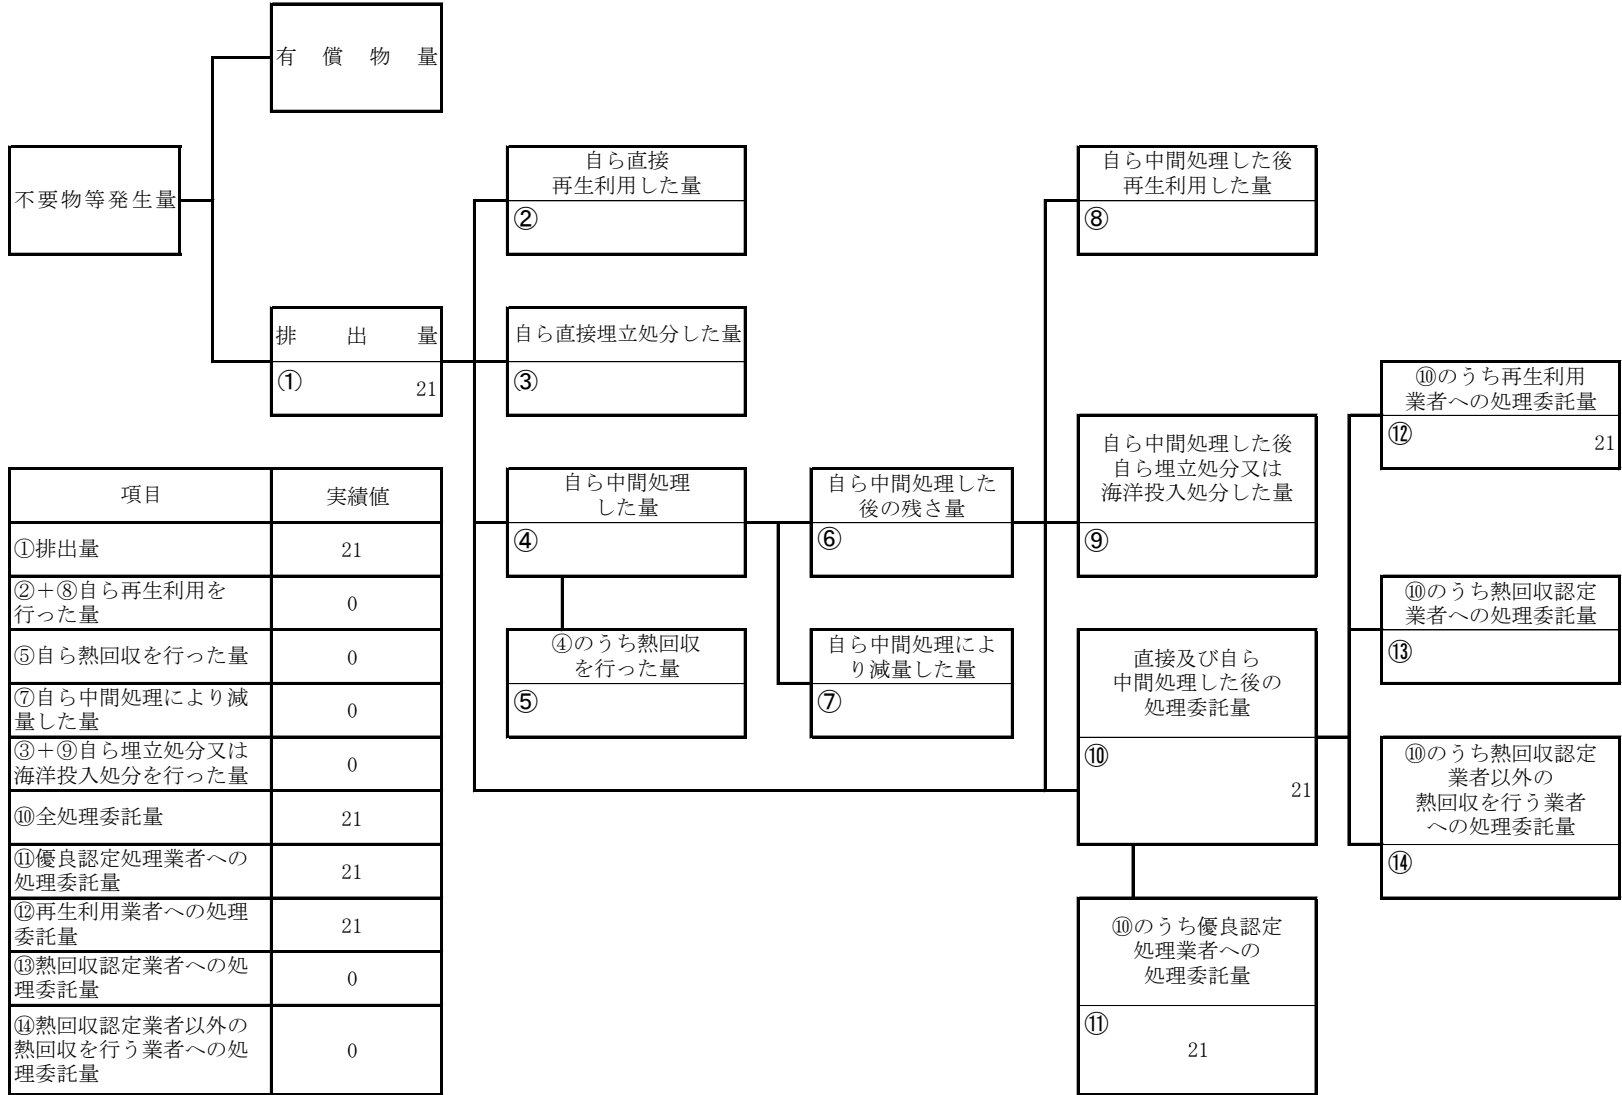 有償物量
不要物等発生量
排出量
①
21
自ら直接
再生利用した量
②
自ら直接埋立処分した量
③
自ら中間処理
した量
④
④のうち熱回収
を行った量
⑤
自ら中間処理した
後の残さ量
⑥
自ら中間処理によ
り減量した量
⑦
自ら中間処理した後
再生利用した量
⑧
自ら中間処理した後
自ら埋立処分又は
海洋投入処分した量
⑨
直接及び自ら
中間処理した後の
処理委託量
⑩
21
⑩のうち優良認定
処理業者への
処理委託量
⑪
21
⑩のうち再生利用
業者への処理委託量
⑫
21
⑩のうち熱回収認定
業者への処理委託量
⑬
⑩のうち熱回収認定
業者以外の
熱回収を行う業者
への処理委託量
⑭
項目 実績値
①排出量 21
②+⑧自ら再生利用を
行った量 0
⑤自ら熱回収を行った量 0
⑦自ら中間処理により減
量した量 0
③+⑨自ら埋立処分又は
海洋投入処分を行った量 0
⑩全処理委託量 21
⑪優良認定処理業者への
処理委託量 21
⑫再生利用業者への処理
委託量 21
⑬熱回収認定業者への処
理委託量 0
⑭熱回収認定業者以外の
熱回収を行う業者への処 0
理委託量